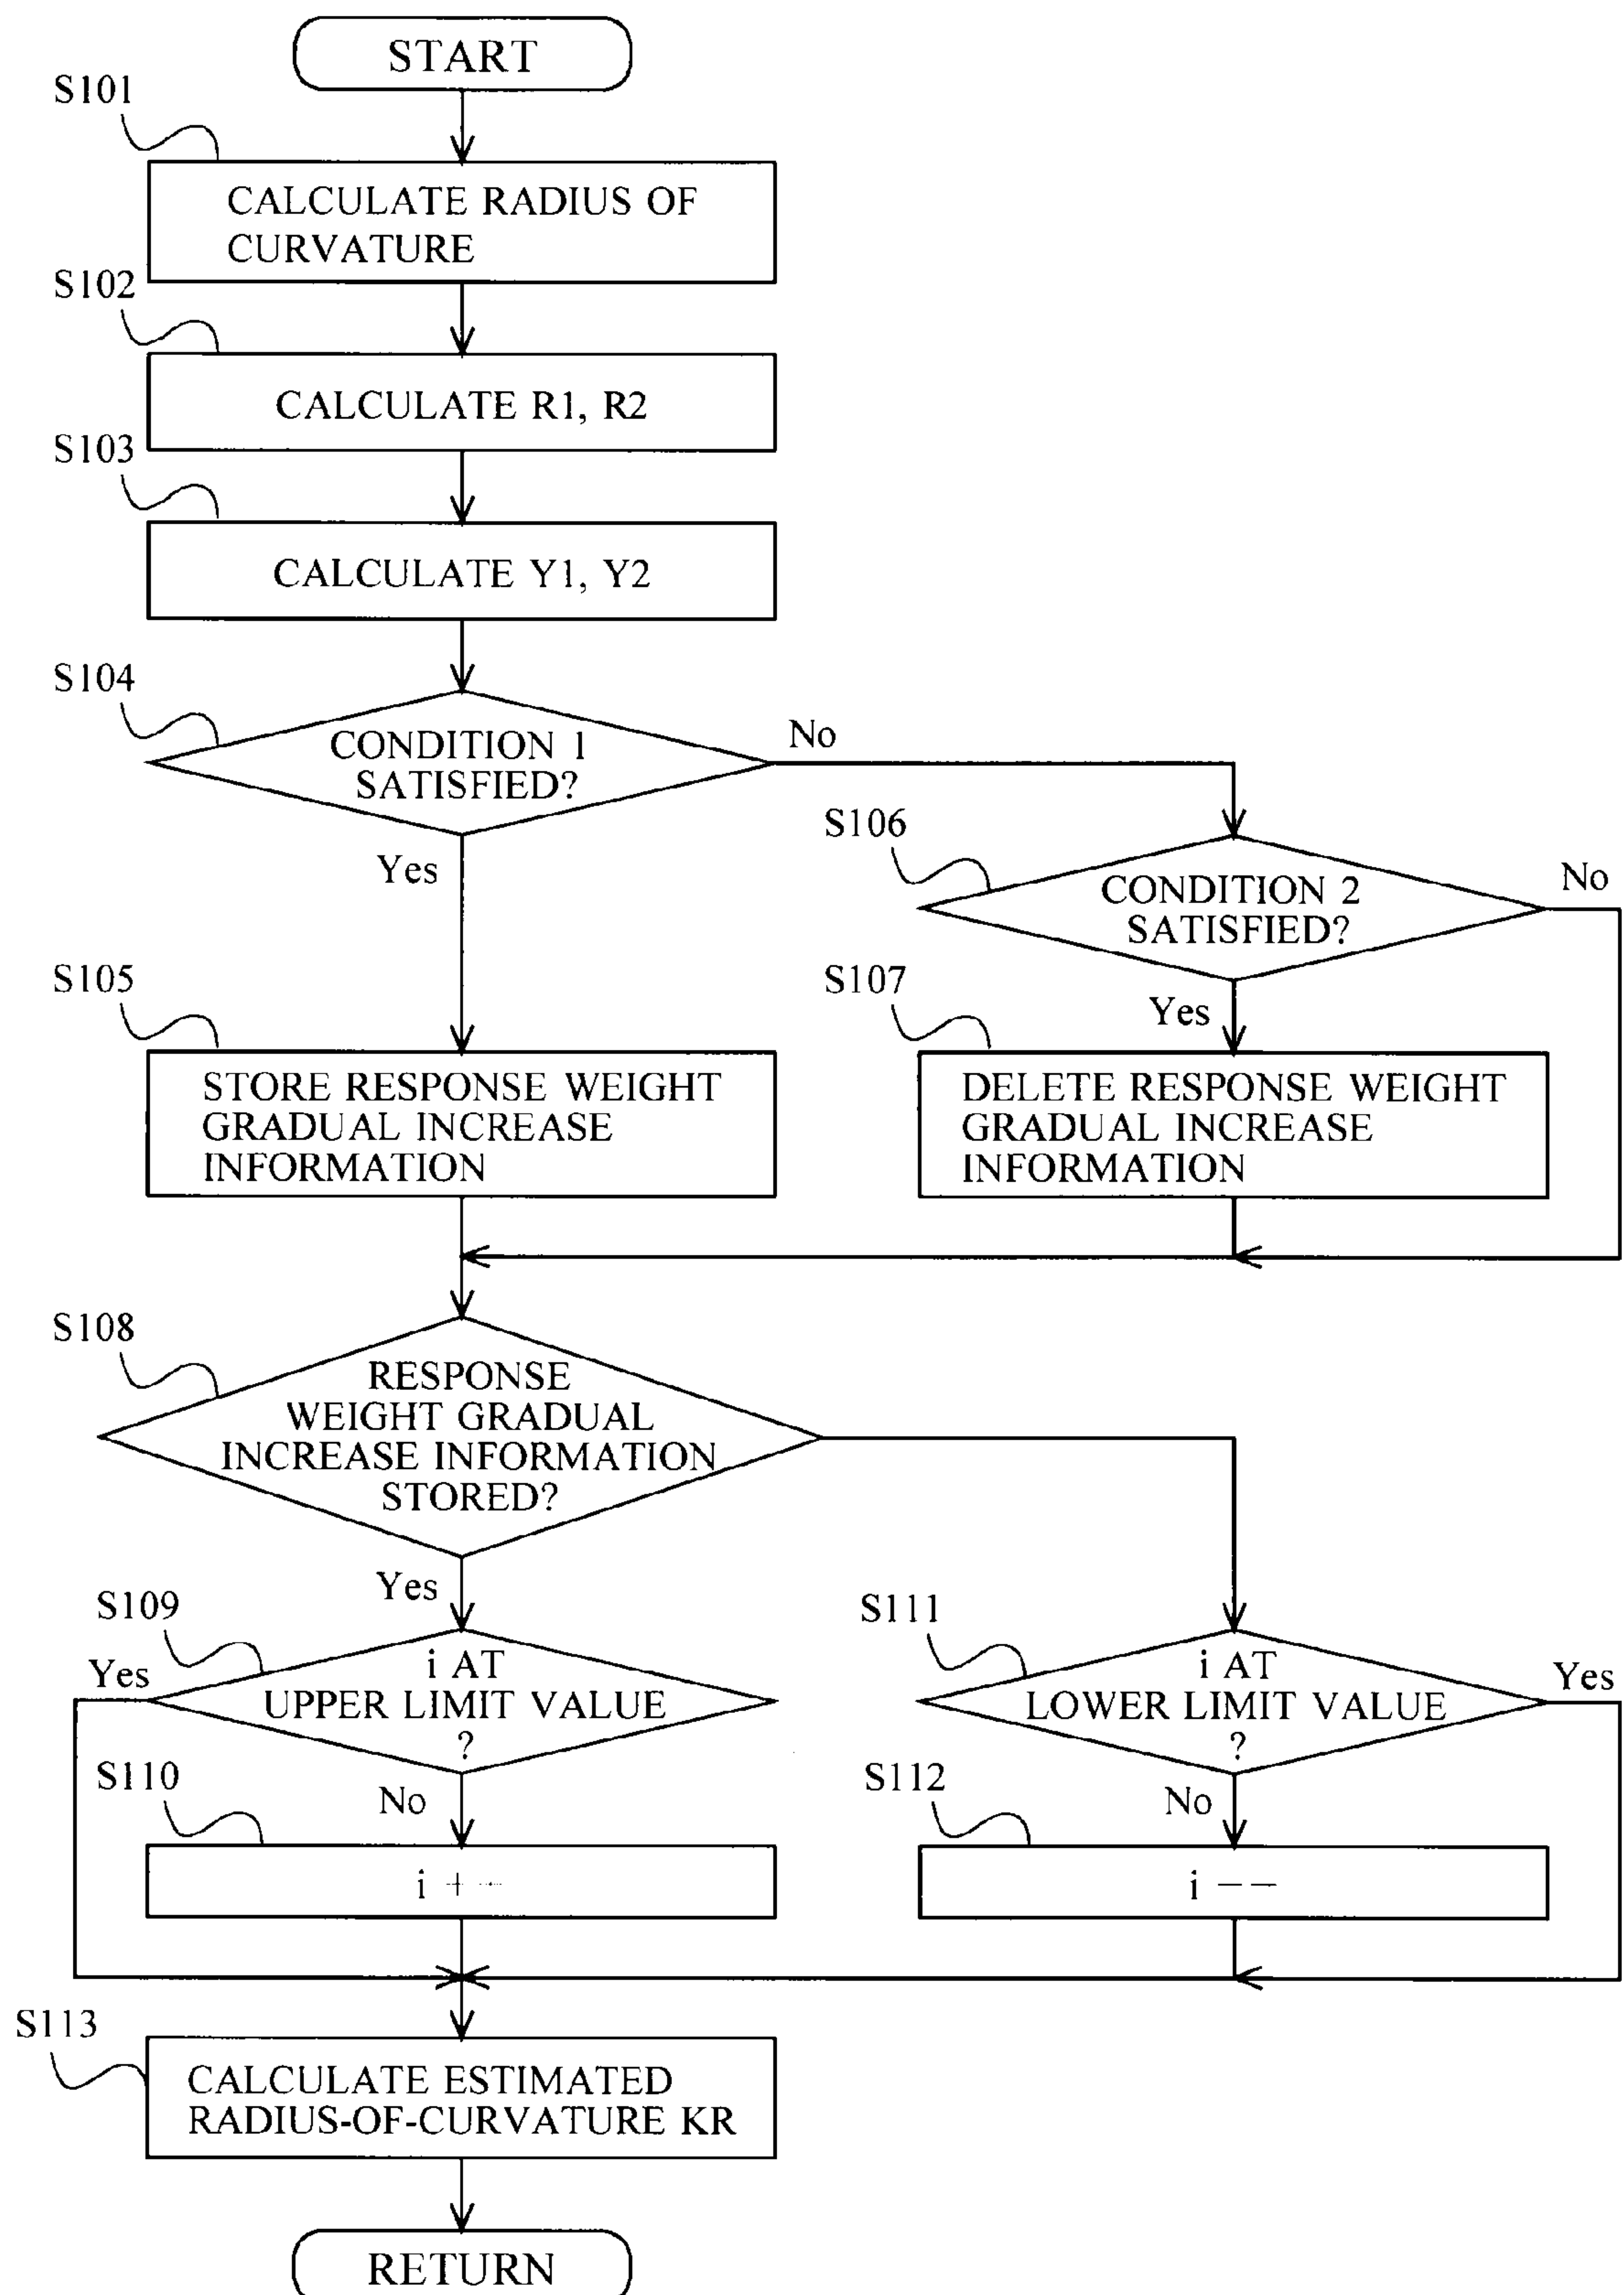 START
S101
CALCULATE RADIUS OF
CURVATURE
S102
CALCULATE R1, R2
S103
CALCULATE Y1, Y2
S104
CONDITION 1
SATISFIED?
No
Yes
S106
CONDITION 2
SATISFIED?
No
Yes
S105
STORE RESPONSE WEIGHT
GRADUAL INCREASE
INFORMATION
S107
DELETE RESPONSE WEIGHT
GRADUAL INCREASE
INFORMATION
S108
RESPONSE
WEIGHT GRADUAL
INCREASE INFORMATION
STORED?
Yes
S109
i AT
UPPER LIMIT VALUE
?
Yes
No
S111
i AT
LOWER LIMIT VALUE
?
Yes
No
S110
i + +
S112
i − −
S113
CALCULATE ESTIMATED
RADIUS-OF-CURVATURE KR
RETURN